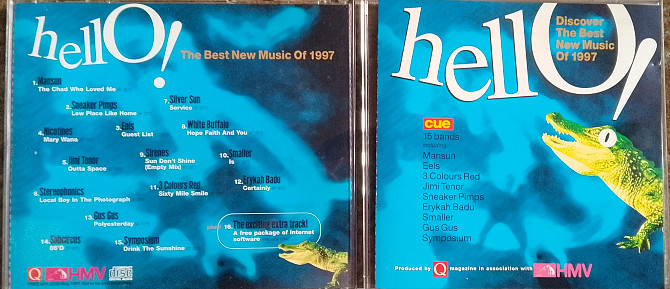 hellO!
The Best New Music Of 1997
1. Mansun
The Chad Who Loved Me
2. Sneaker Pimps
Low Place Like Home
3. Eels
Guest List
4. Nicotines
Mary Wana
5. Jimi Tenor
Outta Space
6. Stereophonics
Local Boy in The Photograph
7. Silver Sun
Service
8. White Buffalo
Hope Faith And You
9. Sirenes
Sun Don't Shine
(Empty Mix)
10. Smaller
Is
11. 3 Colours Red
Sixty Mile Smile
12. Erykah Badu
Certainly
13. Gus Gus
Polyesterday
14. Subcircus
86'D
15. Symposium
Drink The Sunshine
plus!
16. The exciting extra track!
A free package of Internet
software
Q
HMV
disc
hellO!
Discover
The Best
New Music
Of 1997
cue
15 bands
including
Mansun
Eels
3 Colours Red
Jimi Tenor
Sneaker Pimps
Erykah Badu
Smaller
Gus Gus
Symposium
Produced by Q magazine in association with HMV